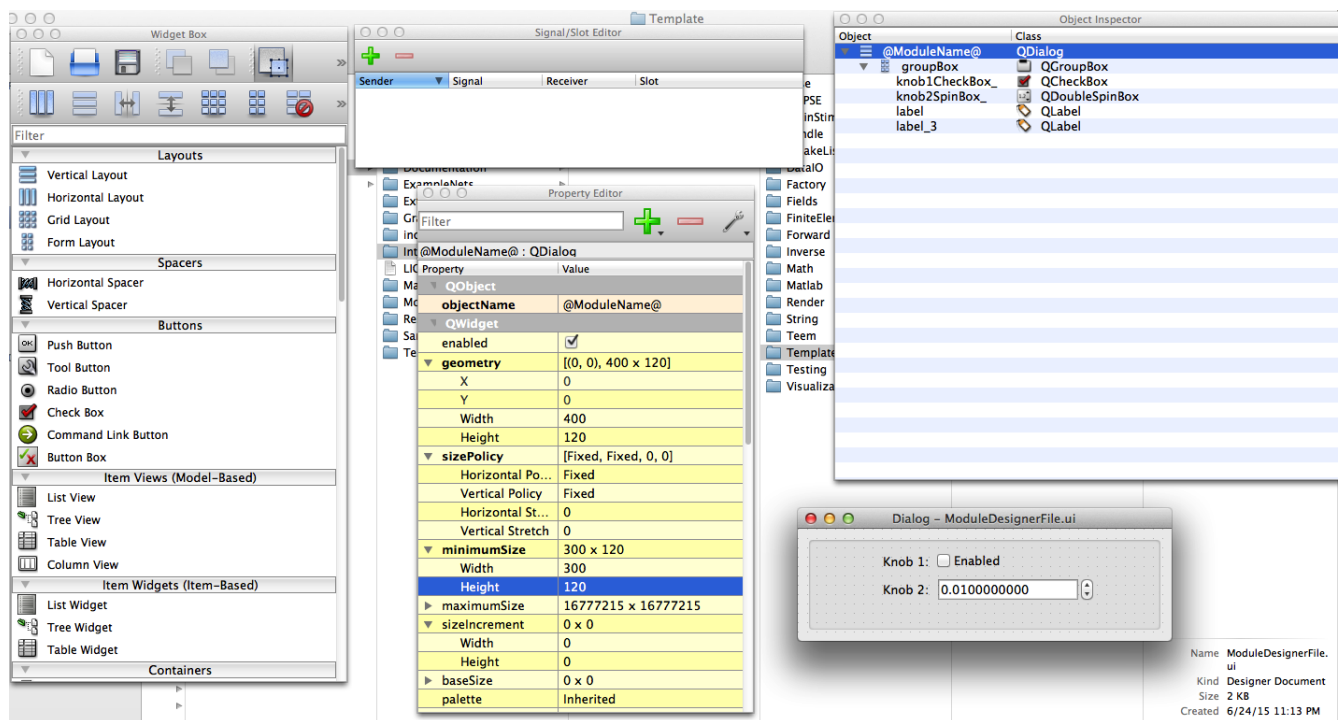 Template
Widget Box
Filter
Layouts
Vertical Layout
Horizontal Layout
Grid Layout
Form Layout
Spacers
Horizontal Spacer
Vertical Spacer
Buttons
OK
Push Button
Tool Button
Radio Button
Check Box
Command Link Button
Button Box
Item Views (Model-Based)
List View
Tree View
Table View
Column View
Item Widgets (Item-Based)
List Widget
Tree Widget
Table Widget
Containers
Signal/Slot Editor
Sender Signal Receiver Slot
Documentation
ExampleNets
Property Editor
Filter
@ModuleName@ : QDialog
Property Value
QObject
objectName @ModuleName@
QWidget
enabled
geometry [(0, 0), 400 x 120]
X 0
Y 0
Width 400
Height 120
sizePolicy [Fixed, Fixed, 0, 0]
Horizontal Po... Fixed
Vertical Policy Fixed
Horizontal St... 0
Vertical Stretch 0
minimumSize 300 x 120
Width 300
Height 120
maximumSize 16777215 x 16777215
sizeIncrement 0 x 0
Width 0
Height 0
baseSize 0 x 0
palette Inherited
DataIO
Factory
Fields
FiniteEle
Forward
Inverse
Math
Matlab
Render
String
Teem
Template
Testing
Visualiza
Object Inspector
Object Class
@ModuleName@ QDialog
groupBox QGroupBox
knob1CheckBox_ QCheckBox
knob2SpinBox_ QDoubleSpinBox
label QLabel
label_3 QLabel
Dialog - ModuleDesignerFile.ui
Knob 1: Enabled
Knob 2: 0.0100000000
Name ModuleDesignerFile.
ui
Kind Designer Document
Size 2 KB
Created 6/24/15 11:13 PM